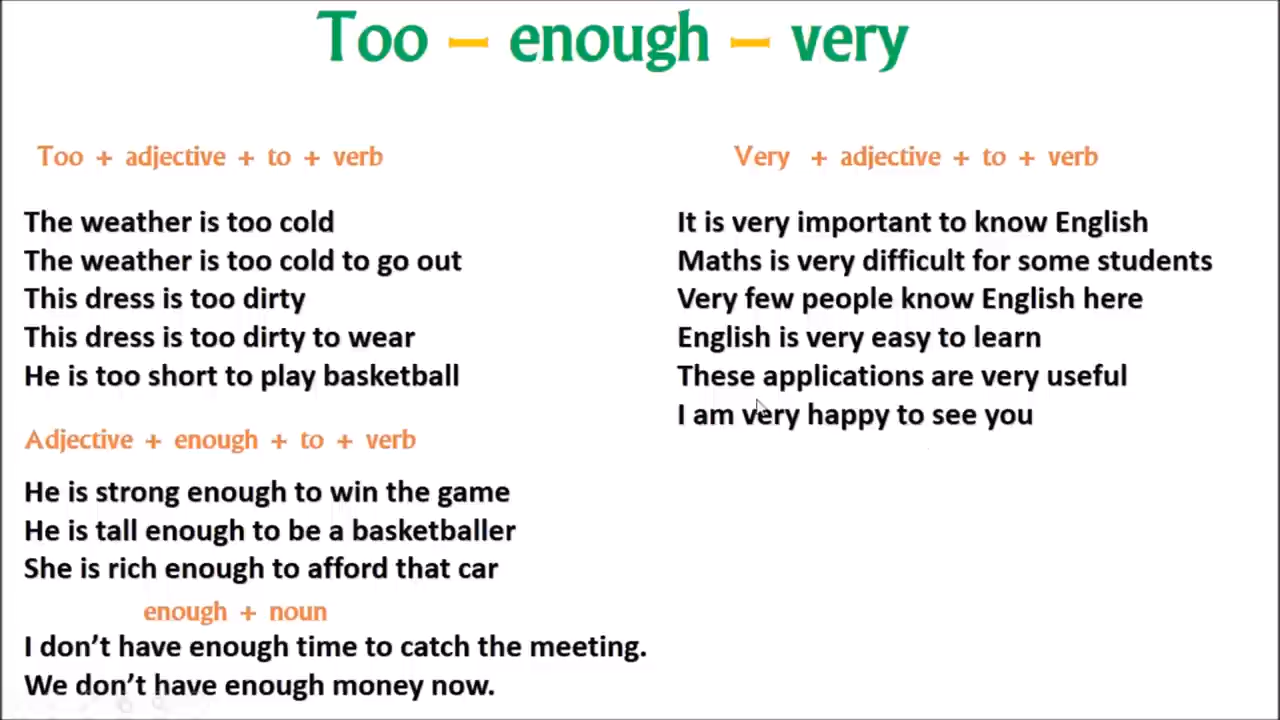 Too – enough – very
Too + adjective + to + verb
The weather is too cold
The weather is too cold to go out
This dress is too dirty
This dress is too dirty to wear
He is too short to play basketball
Adjective + enough + to + verb
He is strong enough to win the game
He is tall enough to be a basketballer
She is rich enough to afford that car
enough + noun
I don’t have enough time to catch the meeting.
We don’t have enough money now.
Very + adjective + to + verb
It is very important to know English
Maths is very difficult for some students
Very few people know English here
English is very easy to learn
These applications are very useful
I am very happy to see you